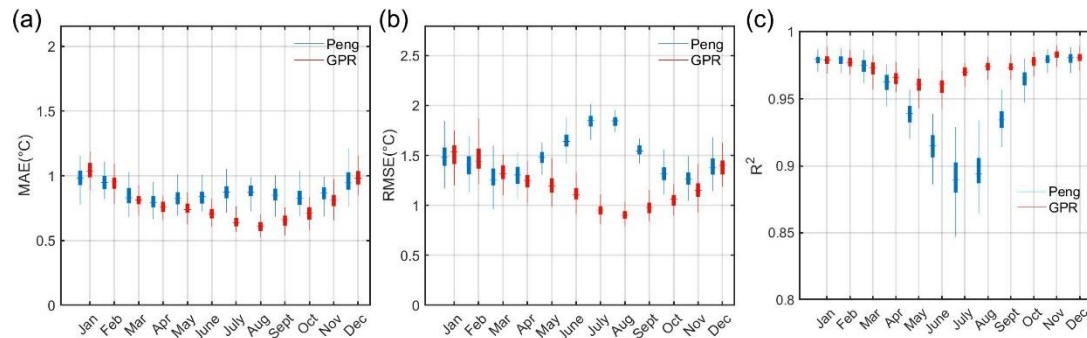 (a)
MAE(°C)
2
1.5
1
0.5
0
Peng
GPR
Jan
Feb
Mar
Apr
May
June
July
Aug
Sept
Oct
Nov
Dec
(b)
RMSE(°C)
2.5
2
1.5
1
0.5
0
Peng
GPR
Jan
Feb
Mar
Apr
May
June
July
Aug
Sept
Oct
Nov
Dec
(c)
R²
1
0.95
0.9
0.85
0.8
Peng
GPR
Jan
Feb
Mar
Apr
May
June
July
Aug
Sept
Oct
Nov
Dec